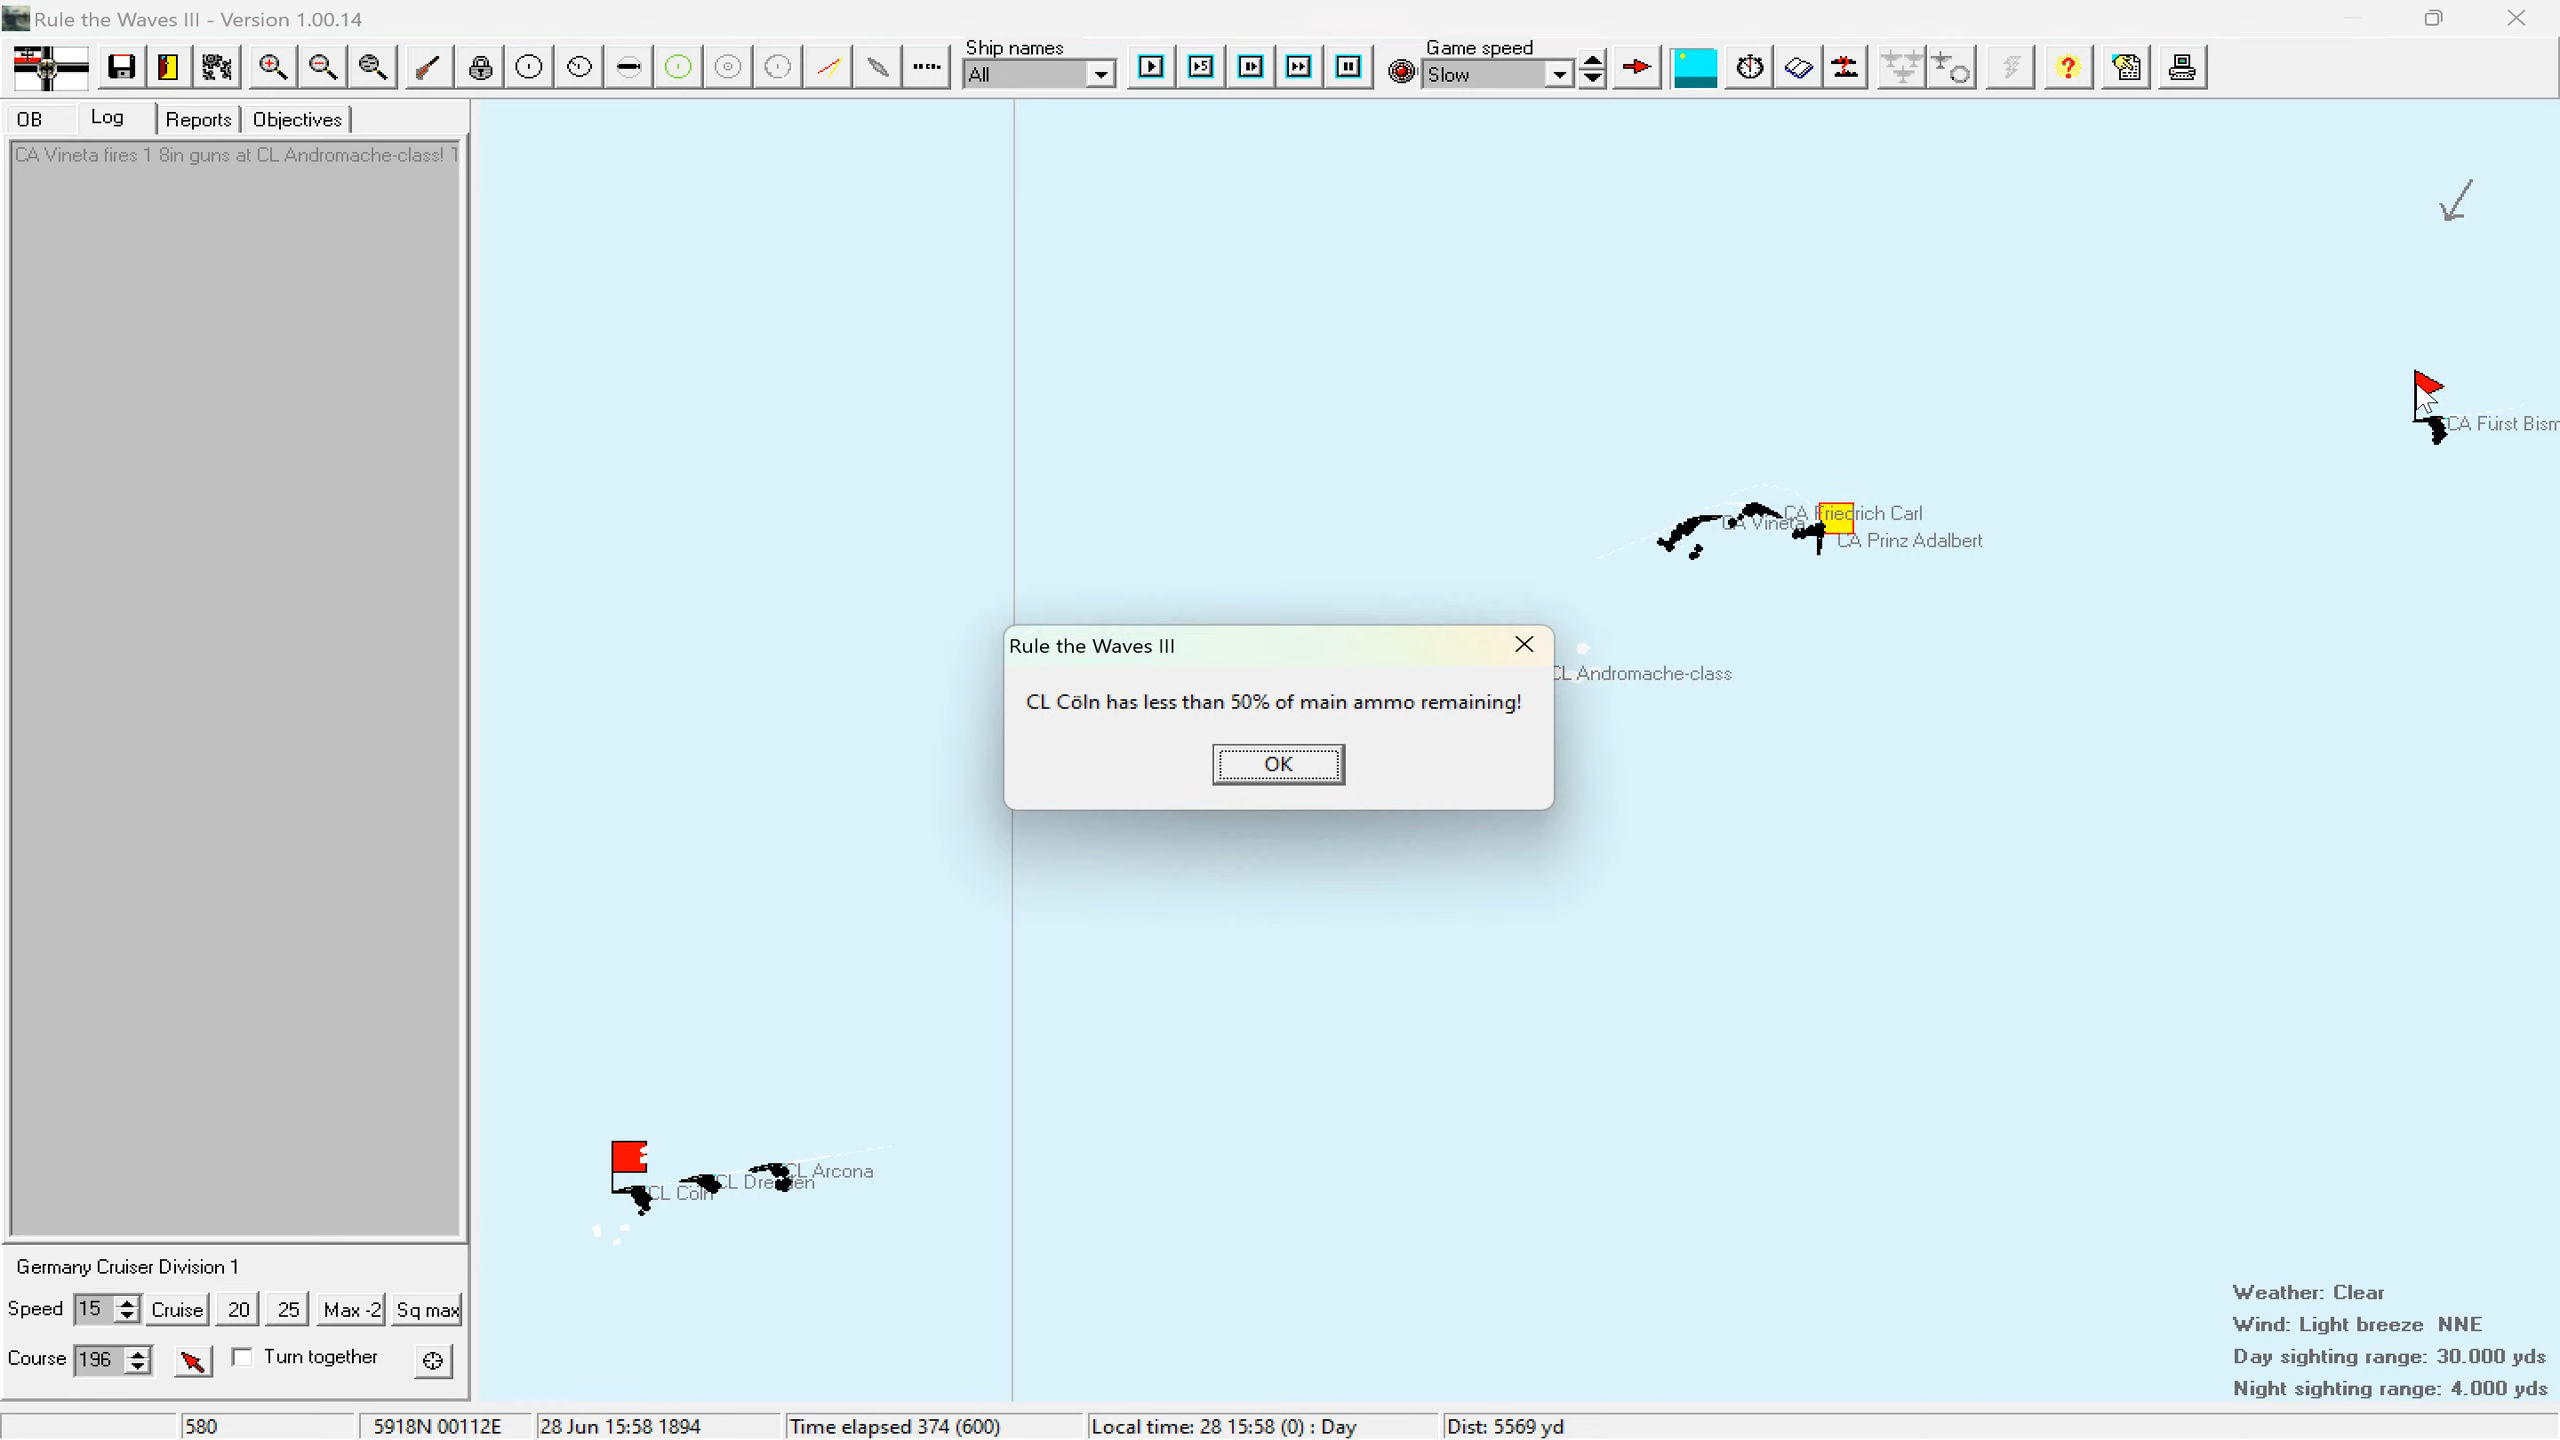 Rule the Waves III - Version 1.00.14
Ship names
All
Game speed
Slow
OB
Log
Reports
Objectives
CA Vineta fires 1 8in guns at CL Andromache-class! 1
CA Fürst Bism
CA Friedrich Carl
CA Vineta
CA Prinz Adalbert
Rule the Waves III
CL Andromache-class
CL Cöln has less than 50% of main ammo remaining!
OK
CL Arcona
CL Dresden
CL Cöln
Germany Cruiser Division 1
Speed 15 Cruise 20 25 Max -2 Sq max
Course 196 Turn together
Weather: Clear
Wind: Light breeze NNE
Day sighting range: 30.000 yds
Night sighting range: 4.000 yds
580 5918N 00112E 28 Jun 15:58 1894 Time elapsed 374 (600) Local time: 28 15:58 (0) : Day Dist: 5569 yd